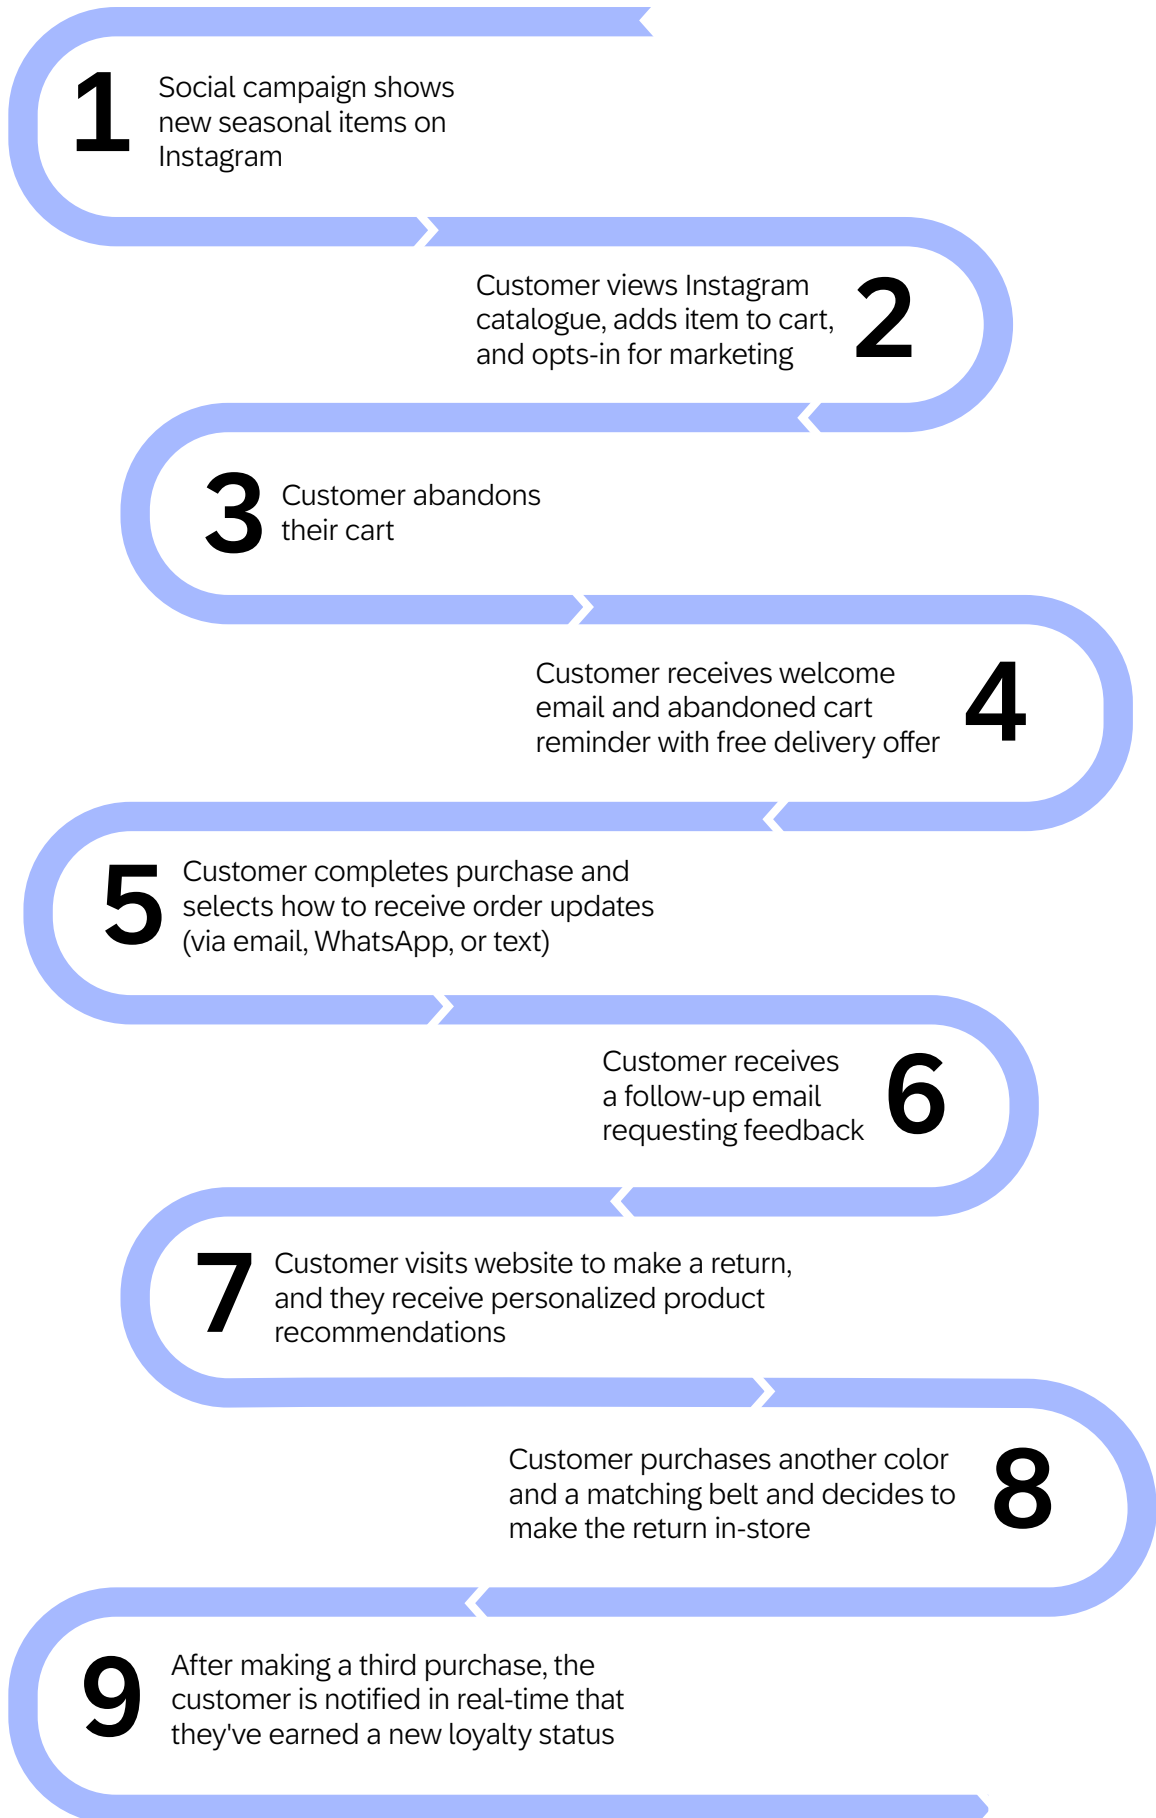 1
Social campaign shows
new seasonal items on
Instagram
Customer views Instagram
catalogue, adds item to cart,
and opts-in for marketing
2
3
Customer abandons
their cart
Customer receives welcome
email and abandoned cart
reminder with free delivery offer
4
5
Customer completes purchase and
selects how to receive order updates
(via email, WhatsApp, or text)
Customer receives
a follow-up email
requesting feedback
6
7
Customer visits website to make a return,
and they receive personalized product
recommendations
Customer purchases another color
and a matching belt and decides to
make the return in-store
8
9
After making a third purchase, the
customer is notified in real-time that
they've earned a new loyalty status